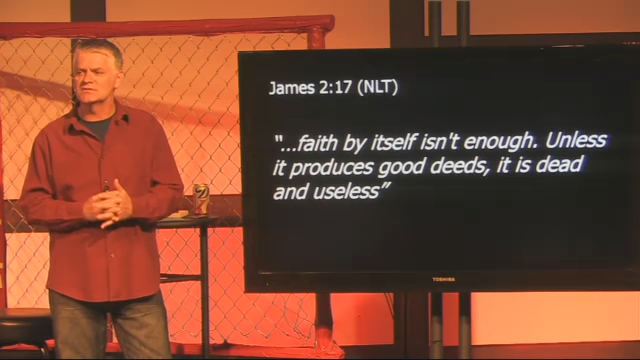 James 2:17 (NLT)
"...faith by itself isn't enough. Unless
it produces good deeds, it is dead
and useless"
TOSHIBA